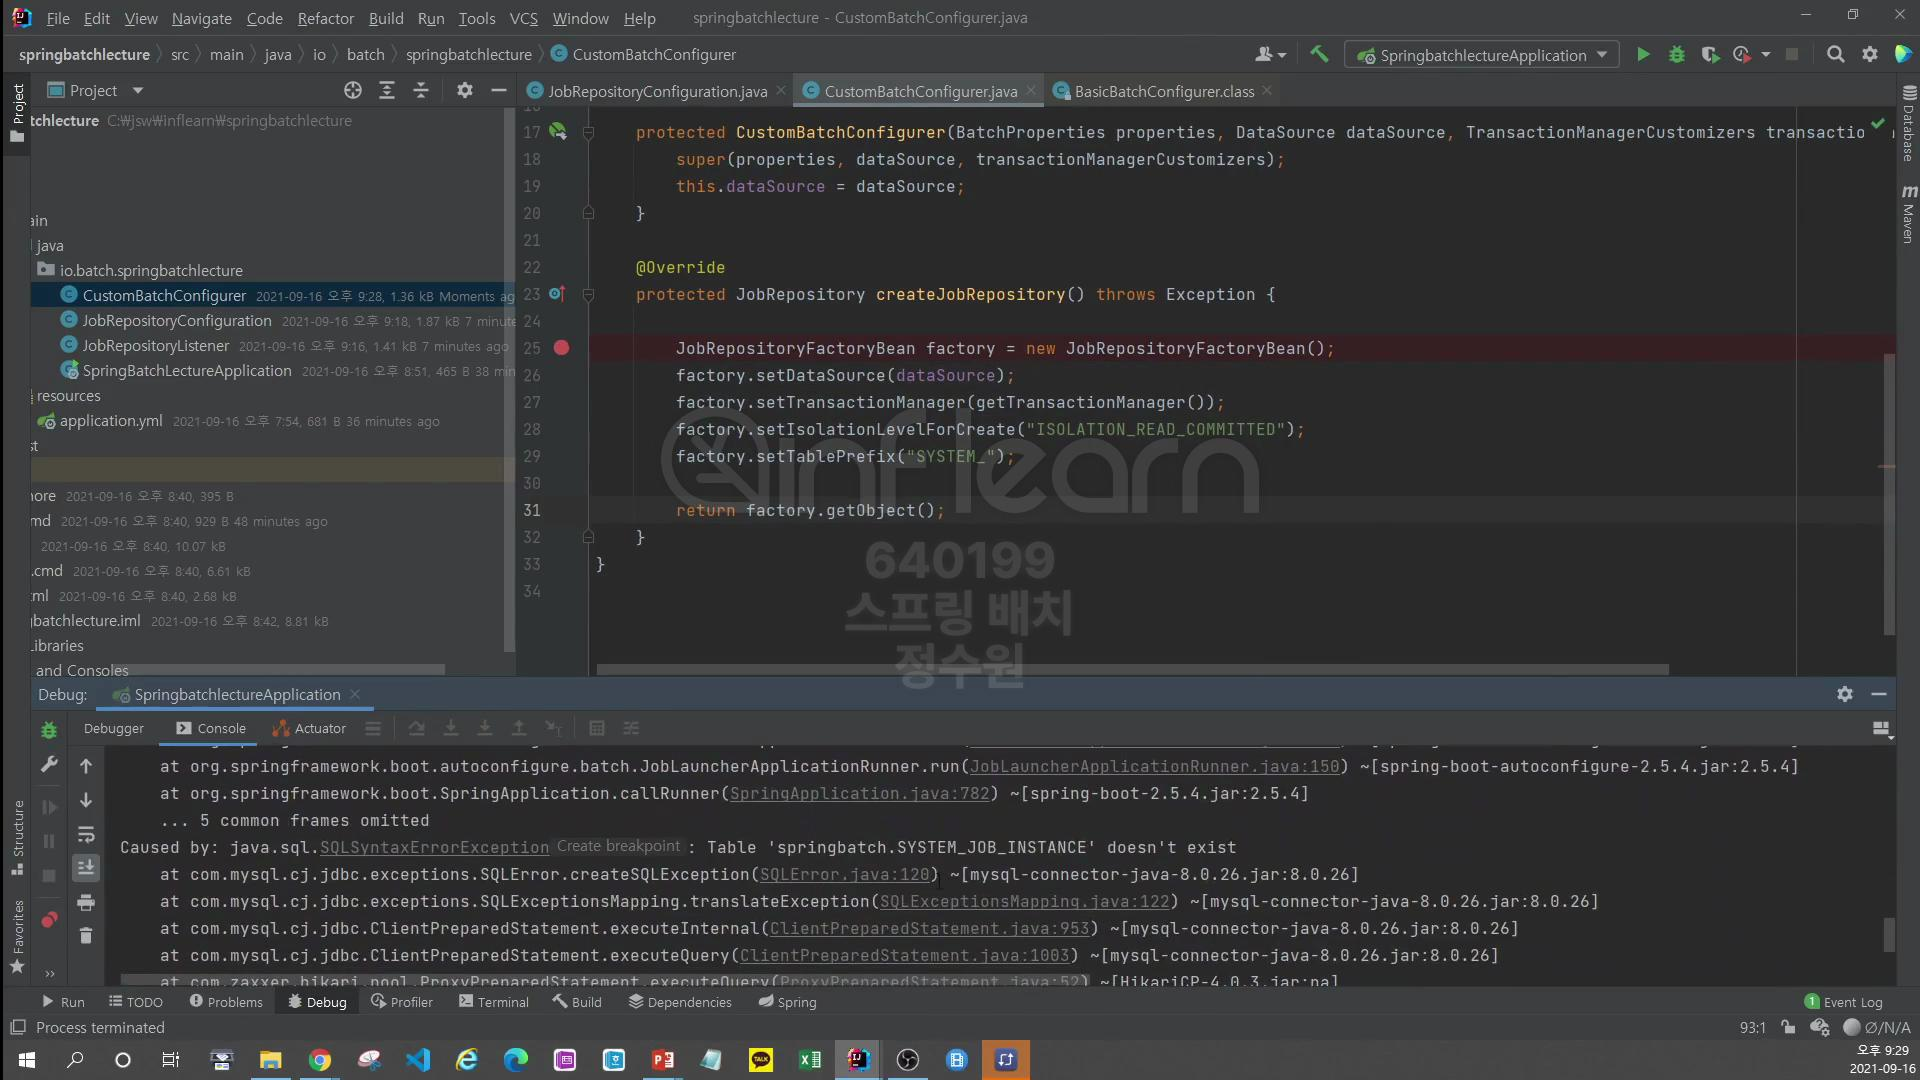 File Edit View Navigate Code Refactor Build Run Tools VCS Window Help springbatchlecture - CustomBatchConfigurer.java
springbatchlecture src main java io batch springbatchlecture CustomBatchConfigurer SpringbatchlectureApplication
Project
Project JobRepositoryConfiguration.java CustomBatchConfigurer.java BasicBatchConfigurer.class
tchlecture C:\jsw\inflearn\springbatchlecture
ain
java
io.batch.springbatchlecture
CustomBatchConfigurer 2021-09-16 오후 9:28, 1.36 kB Moments ag
JobRepositoryConfiguration 2021-09-16 오후 9:18, 1.87 kB 7 minute
JobRepositoryListener 2021-09-16 오후 9:16, 1.41 kB 7 minutes ago
SpringBatchLectureApplication 2021-09-16 오후 8:51, 465 B 38 min
resources
application.yml 2021-09-16 오후 7:54, 681 B 36 minutes ago
st
nore 2021-09-16 오후 8:40, 395 B
md 2021-09-16 오후 8:40, 929 B 48 minutes ago
2021-09-16 오후 8:40, 10.07 kB
.cmd 2021-09-16 오후 8:40, 6.61 kB
ml 2021-09-16 오후 8:40, 2.68 kB
gbatchlecture.iml 2021-09-16 오후 8:42, 8.81 kB
Libraries
and Consoles
17 protected CustomBatchConfigurer(BatchProperties properties, DataSource dataSource, TransactionManagerCustomizers transactio
18 super(properties, dataSource, transactionManagerCustomizers);
19 this.dataSource = dataSource;
20 }
21
22 @Override
23 protected JobRepository createJobRepository() throws Exception {
24
25 JobRepositoryFactoryBean factory = new JobRepositoryFactoryBean();
26 factory.setDataSource(dataSource);
27 factory.setTransactionManager(getTransactionManager());
28 factory.setIsolationLevelForCreate("ISOLATION_READ_COMMITTED");
29 factory.setTablePrefix("SYSTEM_");
30
31 return factory.getObject();
32 }
33 }
34
inflearn
640199
스프링 배치
정수원
Database
Maven
Debug: SpringbatchlectureApplication
Debugger Console Actuator
at org.springframework.boot.autoconfigure.batch.JobLauncherApplicationRunner.run(JobLauncherApplicationRunner.java:150) ~[spring-boot-autoconfigure-2.5.4.jar:2.5.4]
at org.springframework.boot.SpringApplication.callRunner(SpringApplication.java:782) ~[spring-boot-2.5.4.jar:2.5.4]
... 5 common frames omitted
Caused by: java.sql.SQLSyntaxErrorException Create breakpoint : Table 'springbatch.SYSTEM_JOB_INSTANCE' doesn't exist
at com.mysql.cj.jdbc.exceptions.SQLError.createSQLException(SQLError.java:120) ~[mysql-connector-java-8.0.26.jar:8.0.26]
at com.mysql.cj.jdbc.exceptions.SQLExceptionsMapping.translateException(SQLExceptionsMapping.java:122) ~[mysql-connector-java-8.0.26.jar:8.0.26]
at com.mysql.cj.jdbc.ClientPreparedStatement.executeInternal(ClientPreparedStatement.java:953) ~[mysql-connector-java-8.0.26.jar:8.0.26]
at com.mysql.cj.jdbc.ClientPreparedStatement.executeQuery(ClientPreparedStatement.java:1003) ~[mysql-connector-java-8.0.26.jar:8.0.26]
at com.zaxxer.hikari.pool.ProxyPreparedStatement.executeQuery(ProxyPreparedStatement.java:52) ~[HikariCP-4.0.3.jar:na]
Structure
Favorites
Run TODO Problems Debug Profiler Terminal Build Dependencies Spring 1 Event Log
Process terminated 93:1 Ø/N/A
오후 9:29
2021-09-16